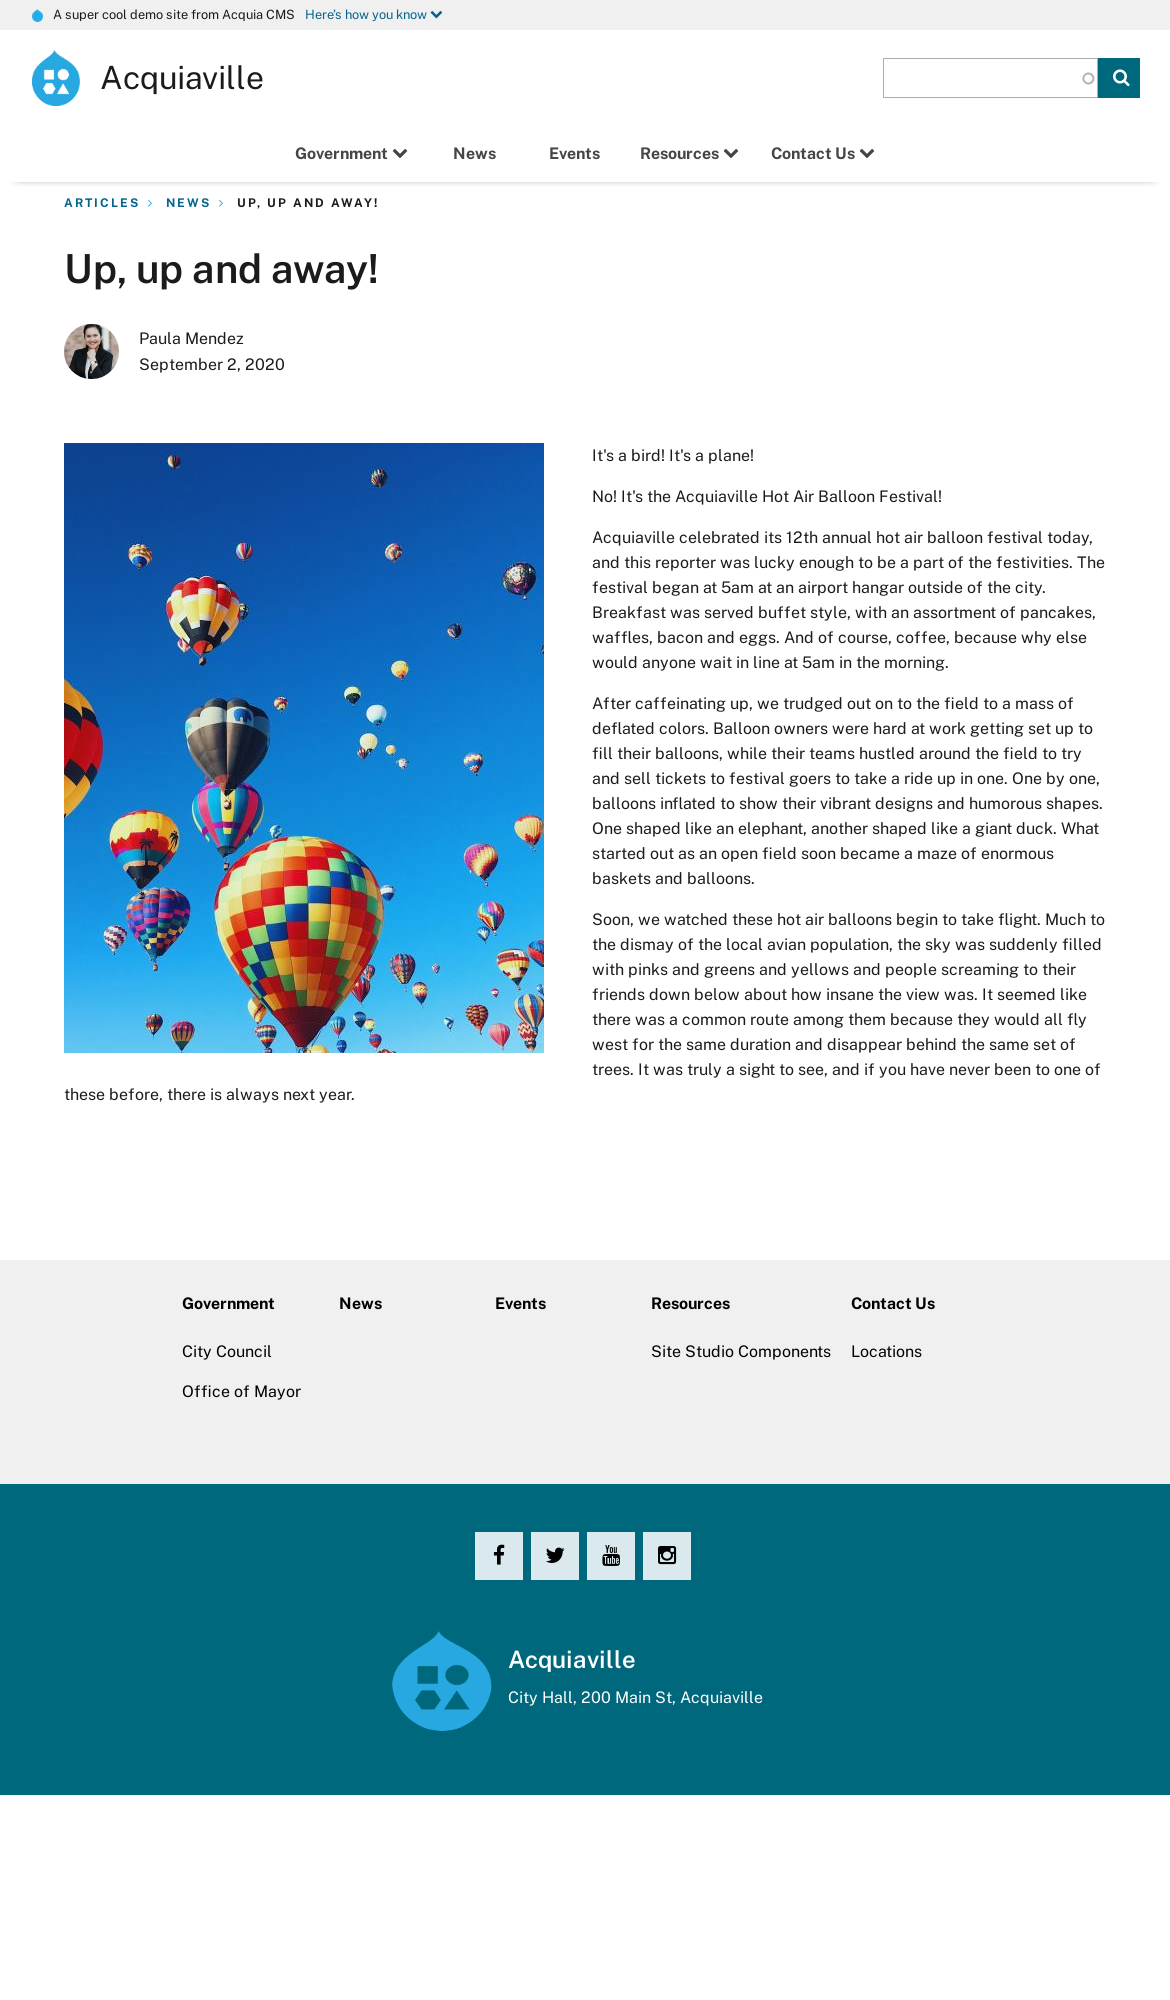 A super cool demo site from Acquia CMS Here's how you know
Acquiaville
Government News Events Resources Contact Us
ARTICLES NEWS UP, UP AND AWAY!
Up, up and away!
Paula Mendez
September 2, 2020
It's a bird! It's a plane!
No! It's the Acquiaville Hot Air Balloon Festival!
Acquiaville celebrated its 12th annual hot air balloon festival today,
and this reporter was lucky enough to be a part of the festivities. The
festival began at 5am at an airport hangar outside of the city.
Breakfast was served buffet style, with an assortment of pancakes,
waffles, bacon and eggs. And of course, coffee, because why else
would anyone wait in line at 5am in the morning.
After caffeinating up, we trudged out on to the field to a mass of
deflated colors. Balloon owners were hard at work getting set up to
fill their balloons, while their teams hustled around the field to try
and sell tickets to festival goers to take a ride up in one. One by one,
balloons inflated to show their vibrant designs and humorous shapes.
One shaped like an elephant, another shaped like a giant duck. What
started out as an open field soon became a maze of enormous
baskets and balloons.
Soon, we watched these hot air balloons begin to take flight. Much to
the dismay of the local avian population, the sky was suddenly filled
with pinks and greens and yellows and people screaming to their
friends down below about how insane the view was. It seemed like
there was a common route among them because they would all fly
west for the same duration and disappear behind the same set of
trees. It was truly a sight to see, and if you have never been to one of
these before, there is always next year.
Government News Events Resources Contact Us
City Council Site Studio Components Locations
Office of Mayor
You
Tube
Acquiaville
City Hall, 200 Main St, Acquiaville